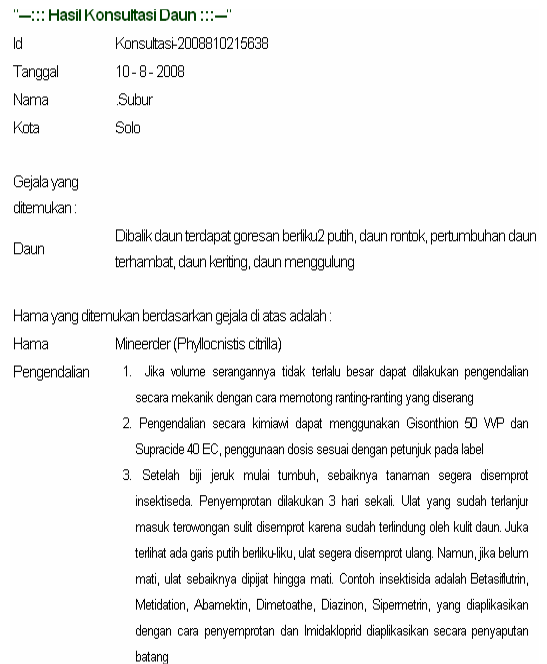 "—::: Hasil Konsultasi Daun :::—"
Id Konsultasi-2008810215638
Tanggal 10 - 8 - 2008
Nama .Subur
Kota Solo
Gejala yang
ditemukan :
Daun Dibalik daun terdapat goresan berliku2 putih, daun rontok, pertumbuhan daun
terhambat, daun keriting, daun menggulung
Hama yang ditemukan berdasarkan gejala di atas adalah :
Hama Mineerder (Phyllocnistis citrilla)
Pengendalian 1. Jika volume serangannya tidak terlalu besar dapat dilakukan pengendalian
secara mekanik dengan cara memotong ranting-ranting yang diserang
2. Pengendalian secara kimiawi dapat menggunakan Gisonthion 50 WP dan
Supracide 40 EC, penggunaan dosis sesuai dengan petunjuk pada label
3. Setelah biji jeruk mulai tumbuh, sebaiknya tanaman segera disemprot
insektiseda. Penyemprotan dilakukan 3 hari sekali. Ulat yang sudah terlanjur
masuk terowongan sulit disemprot karena sudah terlindung oleh kulit daun. Juka
terlihat ada garis putih berliku-liku, ulat segera disemprot ulang. Namun, jika belum
mati, ulat sebaiknya dipijat hingga mati. Contoh insektisida adalah Betasiflutrin,
Metidation, Abamektin, Dimetoathe, Diazinon, Sipermetrin, yang diaplikasikan
dengan cara penyemprotan dan Imidakloprid diaplikasikan secara penyaputan
batang